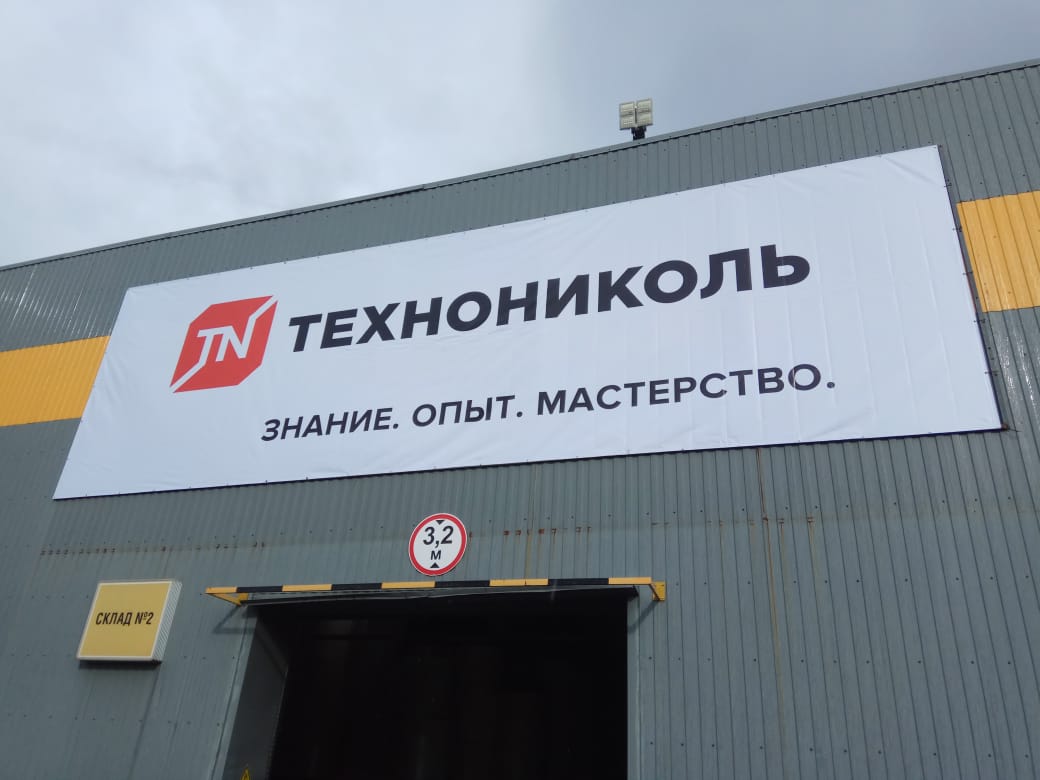 TN ТЕХНОНИКОЛЬ
ЗНАНИЕ. ОПЫТ. МАСТЕРСТВО.
3,2
М
СКЛАД №2